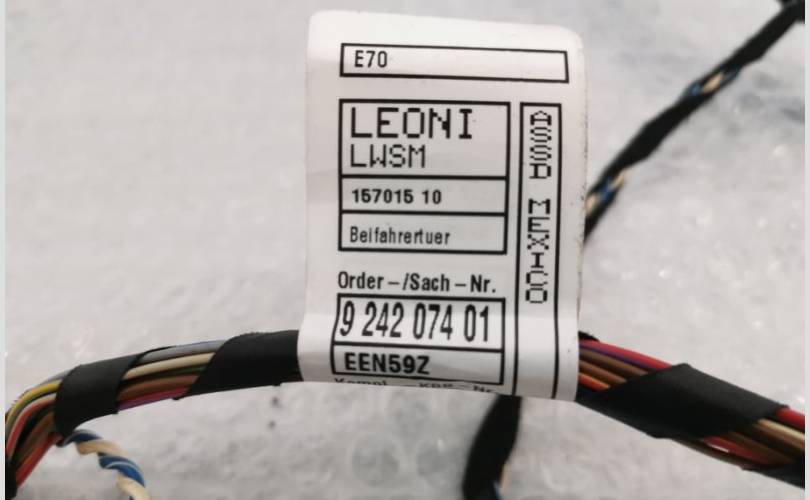 E70
LEONI
LWSM
157015 10
Beifahrertuer
ASSD MEXICO
Order-/Sach-Nr.
9 242 074 01
EEN59Z